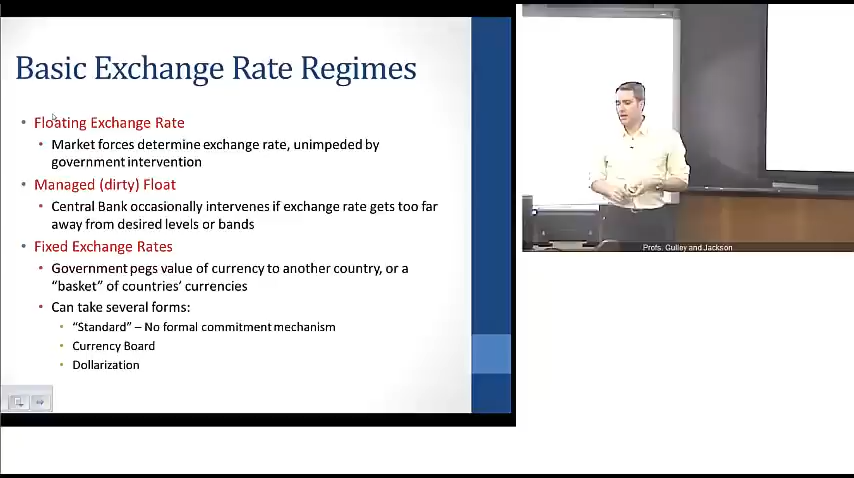 Basic Exchange Rate Regimes
• Floating Exchange Rate
• Market forces determine exchange rate, unimpeded by
government intervention
• Managed (dirty) Float
• Central Bank occasionally intervenes if exchange rate gets too far
away from desired levels or bands
• Fixed Exchange Rates
• Government pegs value of currency to another country, or a
“basket” of countries’ currencies
• Can take several forms:
• “Standard” – No formal commitment mechanism
• Currency Board
• Dollarization
Profs. Gulley and Jackson